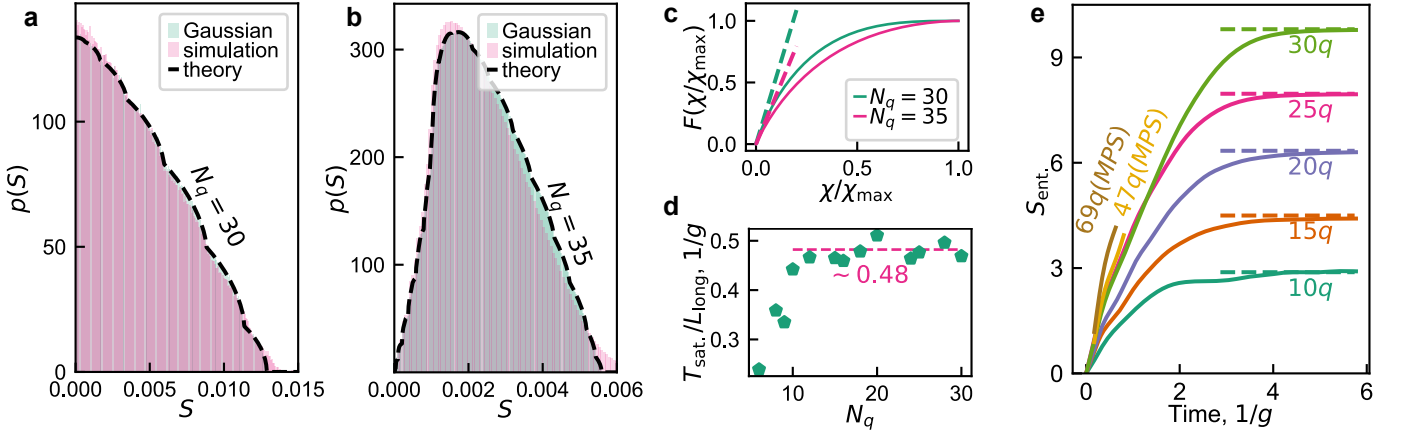 a
p(S)
100
50
0
0.000
0.005
0.010
0.015
S
Gaussian
simulation
theory
N_q = 30
b
p(S)
300
200
100
0
0.000
0.002
0.004
0.006
S
Gaussian
simulation
theory
N_q = 35
c
F(χ/χ_max)
1.0
0.5
0.0
0.0
0.5
1.0
χ/χ_max
N_q = 30
N_q = 35
d
T_sat./L_long, 1/g
0.5
0.4
0.3
10
20
30
N_q
~ 0.48
e
S_ent.
9
6
3
0
0
2
4
6
Time, 1/g
69q(MPS)
47q(MPS)
30q
25q
20q
15q
10q